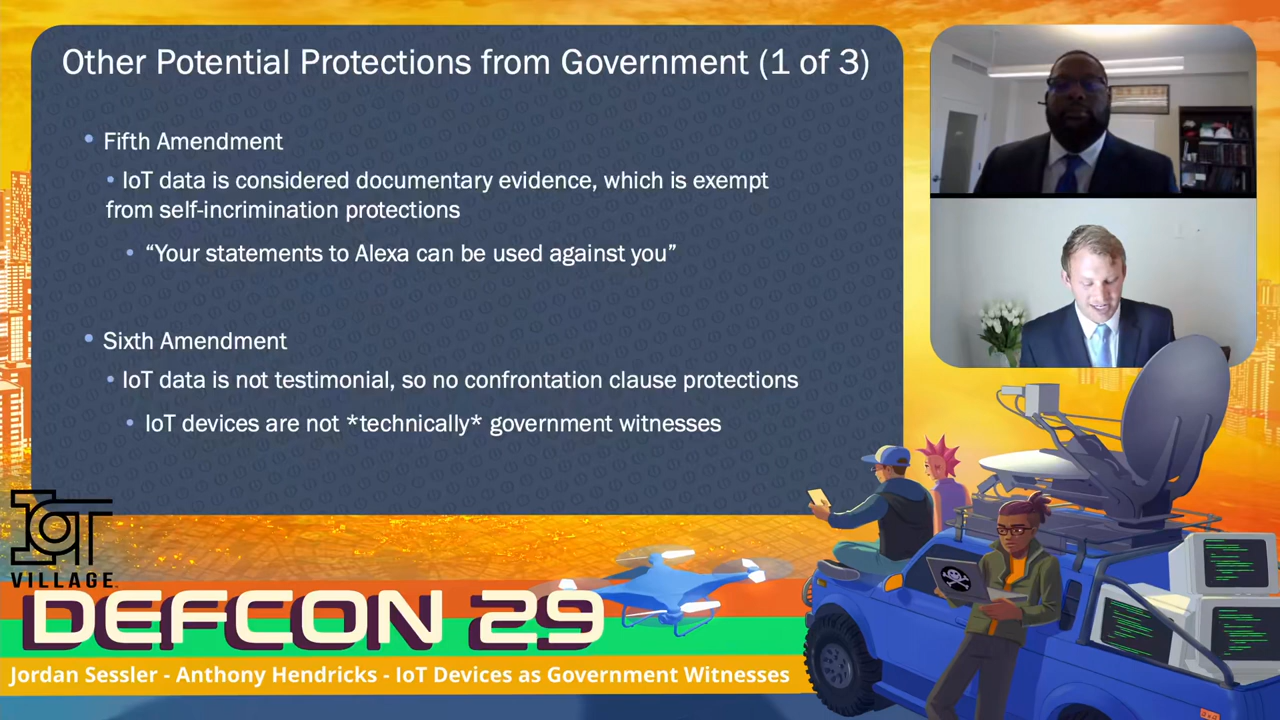 Other Potential Protections from Government (1 of 3)
• Fifth Amendment
• IoT data is considered documentary evidence, which is exempt
from self-incrimination protections
• “Your statements to Alexa can be used against you”
• Sixth Amendment
• IoT data is not testimonial, so no confrontation clause protections
• IoT devices are not *technically* government witnesses
IOT
VILLAGE
DEFCON 29
Jordan Sessler - Anthony Hendricks - IoT Devices as Government Witnesses